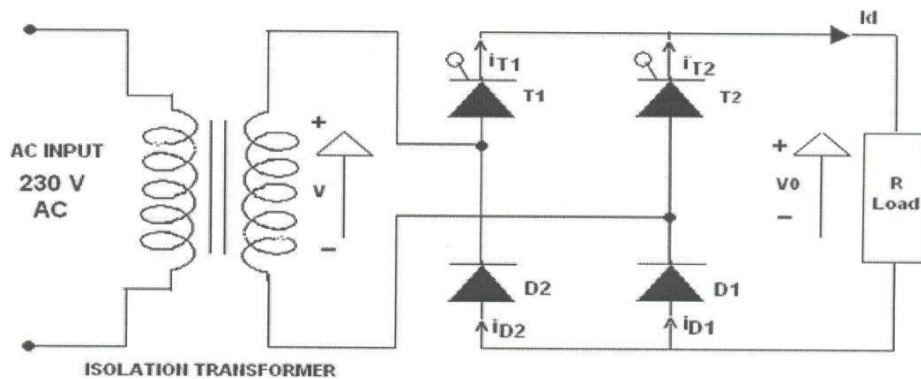 Id
iT1
iT2
T1
T2
AC INPUT
230 V
AC
+
V
-
+
V0
-
R
Load
D2
D1
iD2
iD1
ISOLATION TRANSFORMER